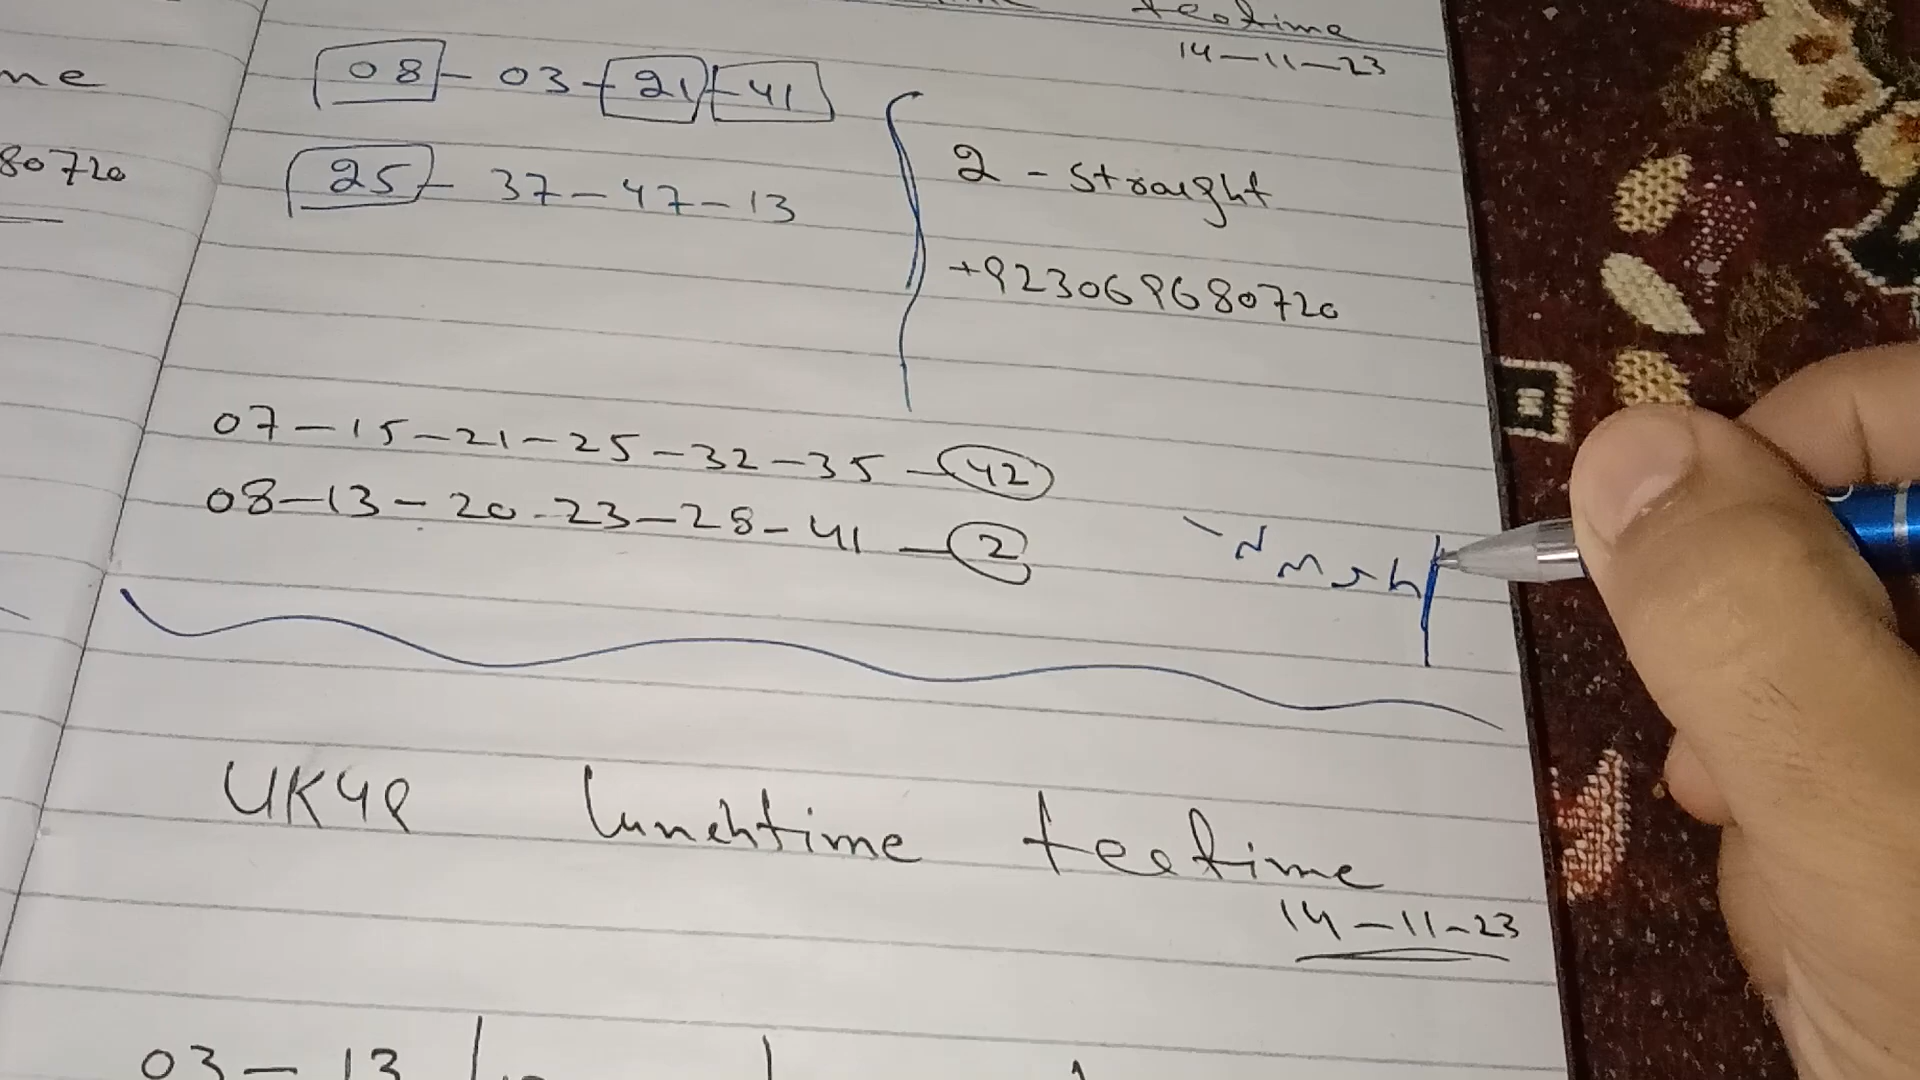 teatime
14-11-23
ne
08 - 03 - 21 - 41
80720
25 - 37 - 47 - 13
2 - Straight
+923069680720
07-15-21-25-32-35-42
08-13-20-23-28-41-2
UK49 lunchtime teatime
14-11-23
03-13